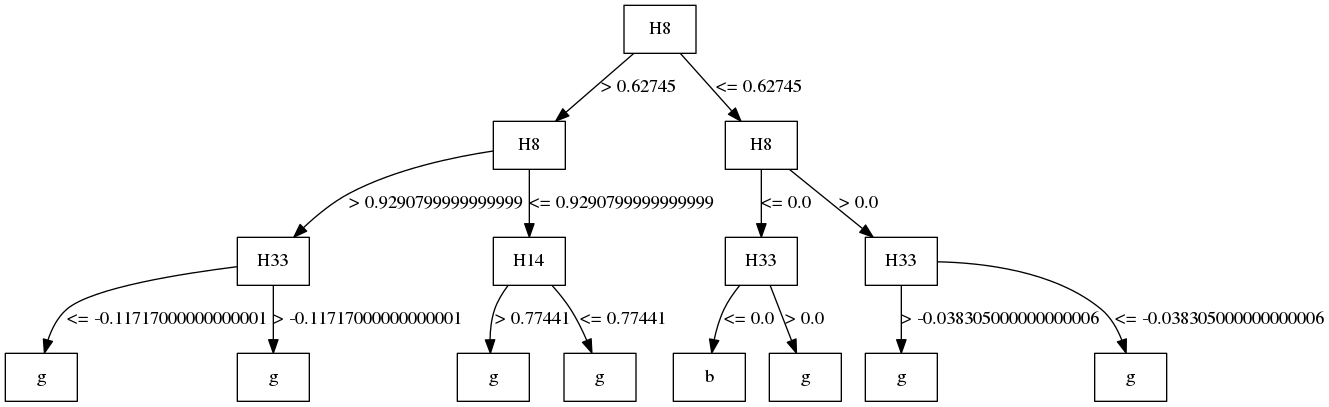 H8
> 0.62745
<= 0.62745
H8
H8
> 0.9290799999999999
<= 0.9290799999999999
<= 0.0
> 0.0
H33
H14
H33
H33
<= -0.11717000000000001
> -0.11717000000000001
> 0.77441
<= 0.77441
<= 0.0
> 0.0
> -0.038305000000000006
<= -0.038305000000000006
g
g
g
g
b
g
g
g